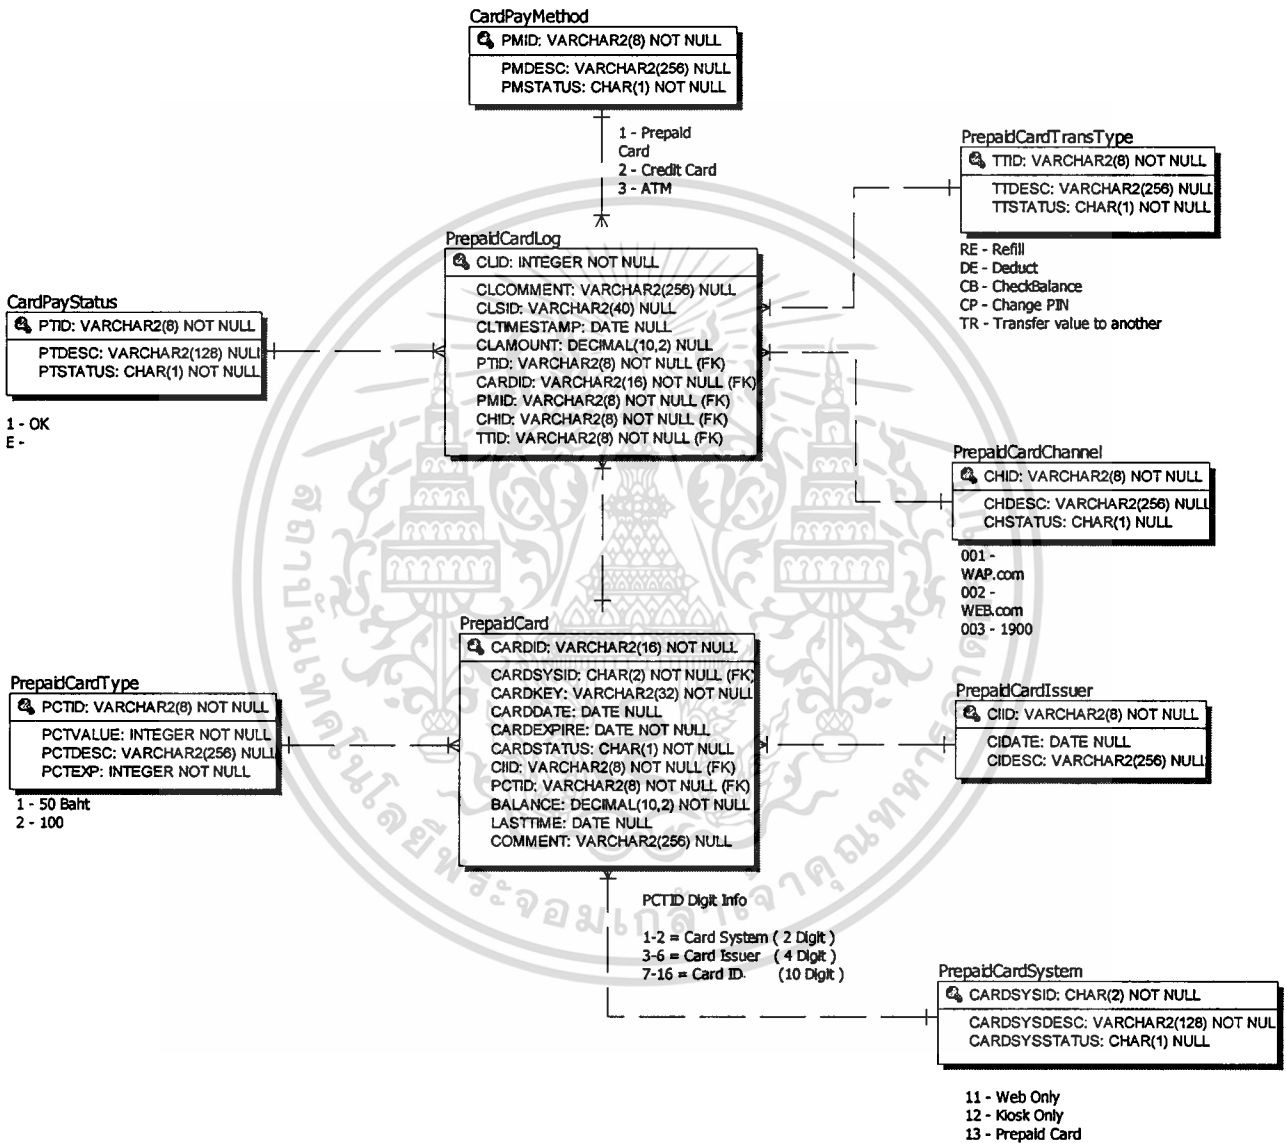 CardPayMethod
PMID: VARCHAR2(8) NOT NULL
PMDESC: VARCHAR2(256) NULL
PMSTATUS: CHAR(1) NOT NULL
1 - Prepaid
Card
2 - Credit Card
3 - ATM
PrepaidCardTransType
TTID: VARCHAR2(8) NOT NULL
TTDESC: VARCHAR2(256) NULL
TTSTATUS: CHAR(1) NOT NULL
RE - Refill
DE - Deduct
CB - CheckBalance
CP - Change PIN
TR - Transfer value to another
PrepaidCardLog
CLID: INTEGER NOT NULL
CLCOMMENT: VARCHAR2(256) NULL
CLSID: VARCHAR2(40) NULL
CLTIMESTAMP: DATE NULL
CLAMOUNT: DECIMAL(10,2) NULL
PTID: VARCHAR2(8) NOT NULL (FK)
CARDID: VARCHAR2(16) NOT NULL (FK)
PMID: VARCHAR2(8) NOT NULL (FK)
CHID: VARCHAR2(8) NOT NULL (FK)
TTID: VARCHAR2(8) NOT NULL (FK)
CardPayStatus
PTID: VARCHAR2(8) NOT NULL
PTDESC: VARCHAR2(128) NULL
PTSTATUS: CHAR(1) NOT NULL
1 - OK
E -
PrepaidCardChannel
CHID: VARCHAR2(8) NOT NULL
CHDESC: VARCHAR2(256) NULL
CHSTATUS: CHAR(1) NULL
001 -
WAP.com
002 -
WEB.com
003 - 1900
PrepaidCard
CARDID: VARCHAR2(16) NOT NULL
CARDSYSID: CHAR(2) NOT NULL (FK)
CARDKEY: VARCHAR2(32) NOT NULL
CARDDATE: DATE NULL
CARDEXPIRE: DATE NOT NULL
CARDSTATUS: CHAR(1) NOT NULL
CIID: VARCHAR2(8) NOT NULL (FK)
PCTID: VARCHAR2(8) NOT NULL (FK)
BALANCE: DECIMAL(10,2) NOT NULL
LASTTIME: DATE NULL
COMMENT: VARCHAR2(256) NULL
PrepaidCardType
PCTID: VARCHAR2(8) NOT NULL
PCTVALUE: INTEGER NOT NULL
PCTDESC: VARCHAR2(256) NULL
PCTEXP: INTEGER NOT NULL
1 - 50 Baht
2 - 100
PrepaidCardIssuer
CIID: VARCHAR2(8) NOT NULL
CIDATE: DATE NULL
CIDESC: VARCHAR2(256) NULL
PCTID Digit Info
1-2 = Card System ( 2 Digit )
3-6 = Card Issuer ( 4 Digit )
7-16 = Card ID. (10 Digit )
PrepaidCardSystem
CARDSYSID: CHAR(2) NOT NULL
CARDSYSDESC: VARCHAR2(128) NOT NUL
CARDSYSSTATUS: CHAR(1) NULL
11 - Web Only
12 - Kiosk Only
13 - Prepaid Card